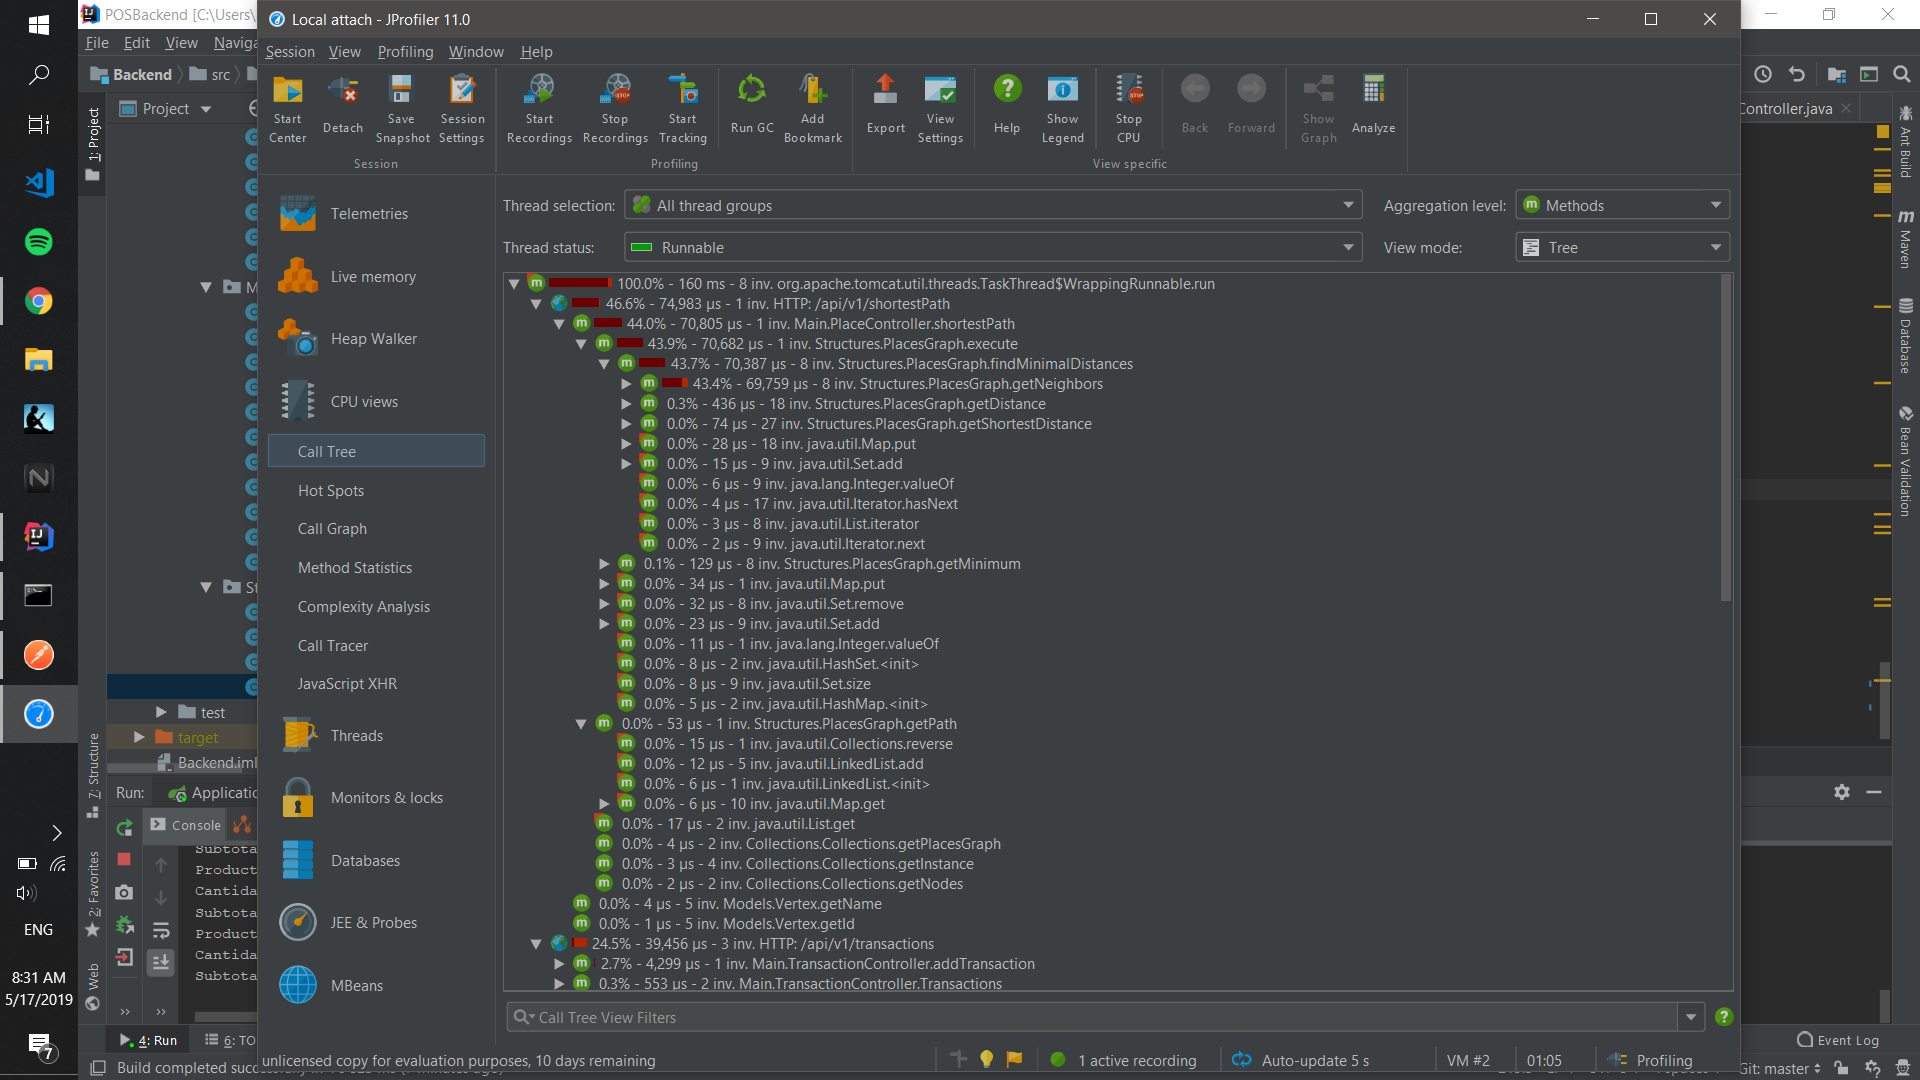 POSBackend [C:\Users\
Local attach - JProfiler 11.0
File Edit View Naviga
Session View Profiling Window Help
Backend src
Project
Start Center
Detach
Save Snapshot
Session Settings
Start Recordings
Stop Recordings
Start Tracking
Run GC
Add Bookmark
Export
View Settings
Help
Show Legend
Stop CPU
Back
Forward
Show Graph
Analyze
Session
Profiling
View specific
Controller.java
1: Project
Ant Build
Maven
Database
Bean Validation
Telemetries
Live memory
Heap Walker
CPU views
Call Tree
Hot Spots
Call Graph
Method Statistics
Complexity Analysis
Call Tracer
JavaScript XHR
Threads
Monitors & locks
Databases
JEE & Probes
MBeans
Thread selection: All thread groups
Aggregation level: Methods
Thread status: Runnable
View mode: Tree
100.0% - 160 ms - 8 inv. org.apache.tomcat.util.threads.TaskThread$WrappingRunnable.run
46.6% - 74,983 µs - 1 inv. HTTP: /api/v1/shortestPath
44.0% - 70,805 µs - 1 inv. Main.PlaceController.shortestPath
43.9% - 70,682 µs - 1 inv. Structures.PlacesGraph.execute
43.7% - 70,387 µs - 8 inv. Structures.PlacesGraph.findMinimalDistances
43.4% - 69,759 µs - 8 inv. Structures.PlacesGraph.getNeighbors
0.3% - 436 µs - 18 inv. Structures.PlacesGraph.getDistance
0.0% - 74 µs - 27 inv. Structures.PlacesGraph.getShortestDistance
0.0% - 28 µs - 18 inv. java.util.Map.put
0.0% - 15 µs - 9 inv. java.util.Set.add
0.0% - 6 µs - 9 inv. java.lang.Integer.valueOf
0.0% - 4 µs - 17 inv. java.util.Iterator.hasNext
0.0% - 3 µs - 8 inv. java.util.List.iterator
0.0% - 2 µs - 9 inv. java.util.Iterator.next
0.1% - 129 µs - 8 inv. Structures.PlacesGraph.getMinimum
0.0% - 34 µs - 1 inv. java.util.Map.put
0.0% - 32 µs - 8 inv. java.util.Set.remove
0.0% - 23 µs - 9 inv. java.util.Set.add
0.0% - 11 µs - 1 inv. java.lang.Integer.valueOf
0.0% - 8 µs - 2 inv. java.util.HashSet.<init>
0.0% - 8 µs - 9 inv. java.util.Set.size
0.0% - 5 µs - 2 inv. java.util.HashMap.<init>
0.0% - 53 µs - 1 inv. Structures.PlacesGraph.getPath
0.0% - 15 µs - 1 inv. java.util.Collections.reverse
0.0% - 12 µs - 5 inv. java.util.LinkedList.add
0.0% - 6 µs - 1 inv. java.util.LinkedList.<init>
0.0% - 6 µs - 10 inv. java.util.Map.get
0.0% - 17 µs - 2 inv. java.util.List.get
0.0% - 4 µs - 2 inv. Collections.Collections.getPlacesGraph
0.0% - 3 µs - 4 inv. Collections.Collections.getInstance
0.0% - 2 µs - 2 inv. Collections.Collections.getNodes
0.0% - 4 µs - 5 inv. Models.Vertex.getName
0.0% - 1 µs - 5 inv. Models.Vertex.getId
24.5% - 39,456 µs - 3 inv. HTTP: /api/v1/transactions
2.7% - 4,299 µs - 1 inv. Main.TransactionController.addTransaction
0.3% - 553 µs - 2 inv. Main.TransactionController.Transactions
Call Tree View Filters
unlicensed copy for evaluation purposes, 10 days remaining
1 active recording
Auto-update 5 s
VM #2
01:05
Profiling
M
St
test
target
Backend.iml
7: Structure
2: Favorites
Web
Run: Applicatio
Console
Subtota
Product
Cantida
Subtota
Product
Cantida
Subtota
4: Run
6: TO
Event Log
Build completed succ
Git: master
ENG
8:31 AM
5/17/2019
7